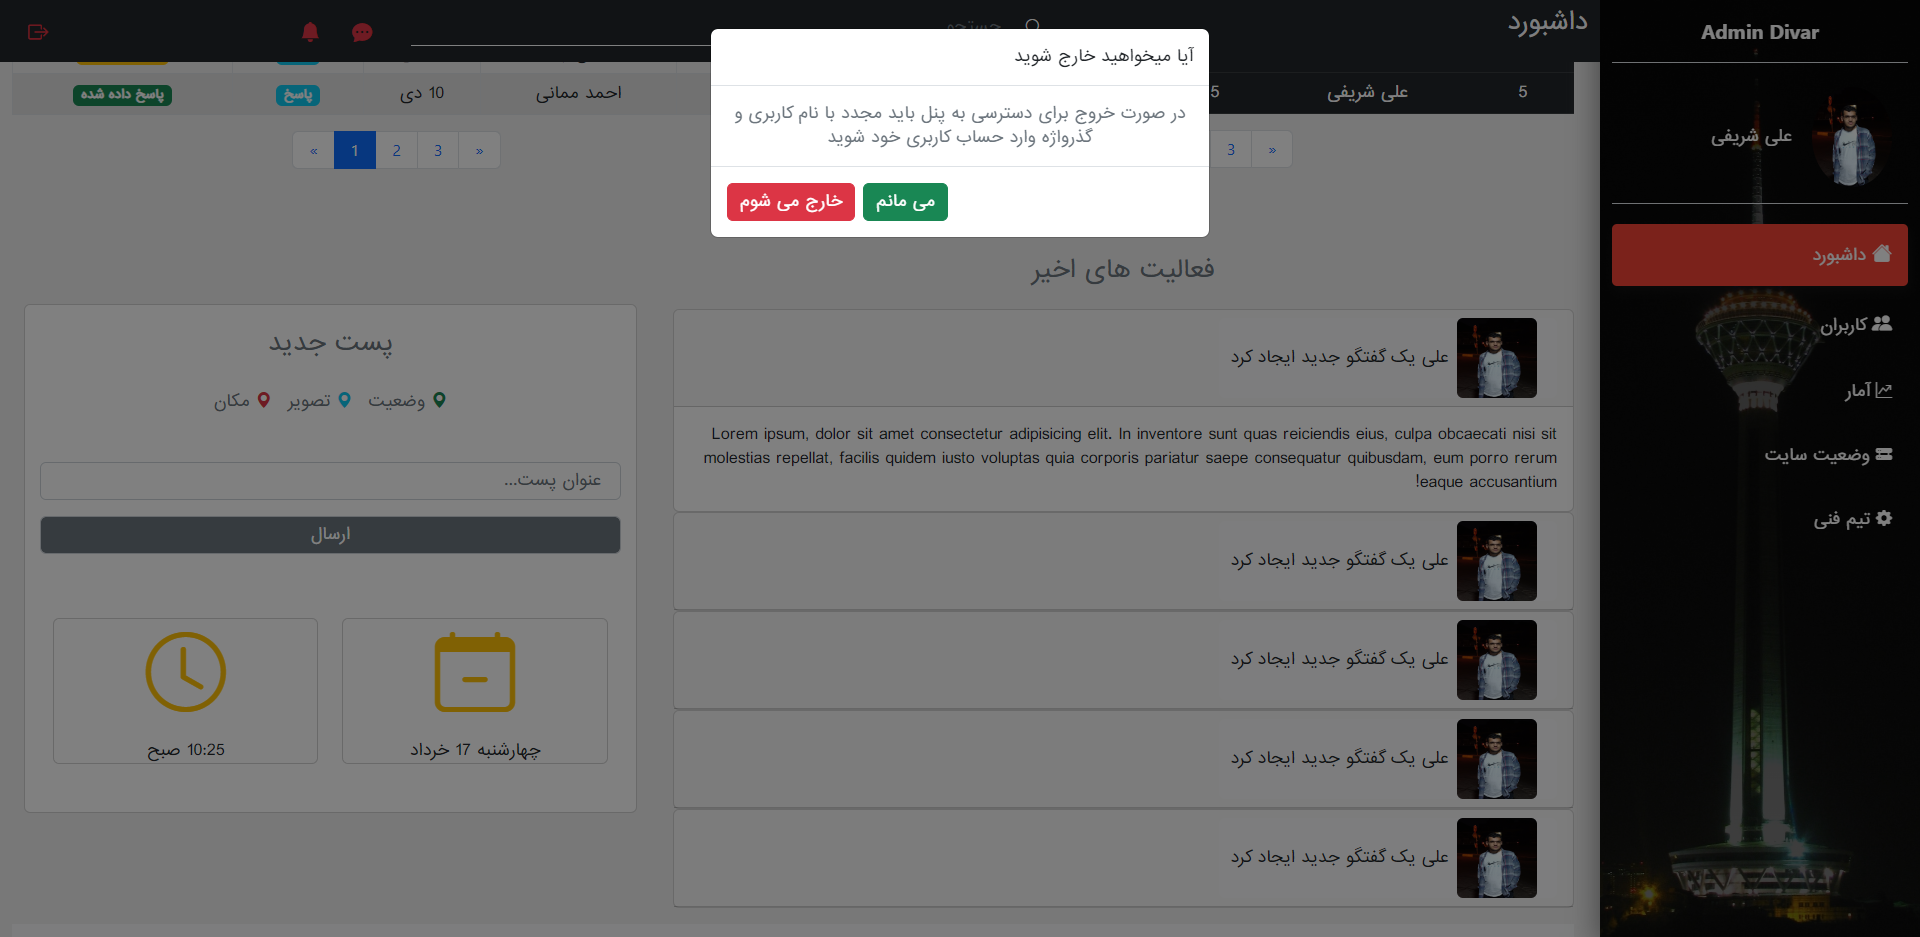 Admin Divar
علی شریفی
داشبورد
کاربران
آمار
وضعیت سایت
تیم فنی
داشبورد
جستجو
آیا میخواهید خارج شوید
در صورت خروج برای دسترسی به پنل باید مجدد با نام کاربری و
گذرواژه وارد حساب کاربری خود شوید
می مانم خارج می شوم
5 علی شریفی 5
احمد ممانی 10 دی پاسخ پاسخ داده شده
3 »
« 1 2 3 »
فعالیت های اخیر
علی یک گفتگو جدید ایجاد کرد
Lorem ipsum, dolor sit amet consectetur adipisicing elit. In inventore sunt quas reiciendis eius, culpa obcaecati nisi sit
molestias repellat, facilis quidem iusto voluptas quia corporis pariatur saepe consequatur quibusdam, eum porro rerum
!eaque accusantium
علی یک گفتگو جدید ایجاد کرد
علی یک گفتگو جدید ایجاد کرد
علی یک گفتگو جدید ایجاد کرد
علی یک گفتگو جدید ایجاد کرد
پست جدید
وضعیت تصویر مکان
عنوان پست...
ارسال
چهارشنبه 17 خرداد
10:25 صبح